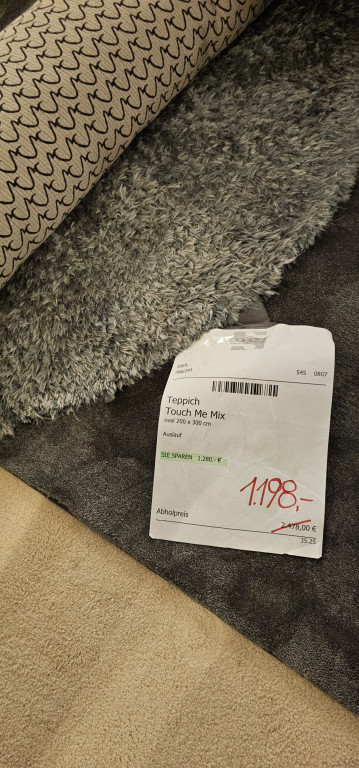 545 0807
Teppich
Touch Me Mix
oval 200 x 300 cm
Auslauf
SIE SPAREN 1.280,- €
1.198,-
Abholpreis
2.478,00 €
35.25